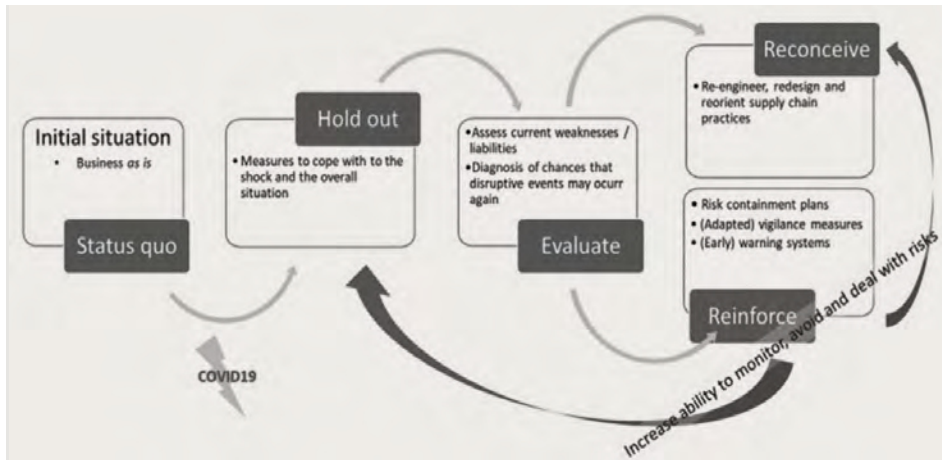 Initial situation
• Business as is
Status quo
COVID19
Hold out
• Measures to cope with to the
shock and the overall
situation
•Assess current weaknesses /
liabilities
•Diagnosis of chances that
disruptive events may ocurr
again
Evaluate
Reconceive
•Re-engineer, redesign and
reorient supply chain
practices
• Risk containment plans
• (Adapted) vigilance measures
• (Early) warning systems
Reinforce
Increase ability to monitor, avoid and deal with risks